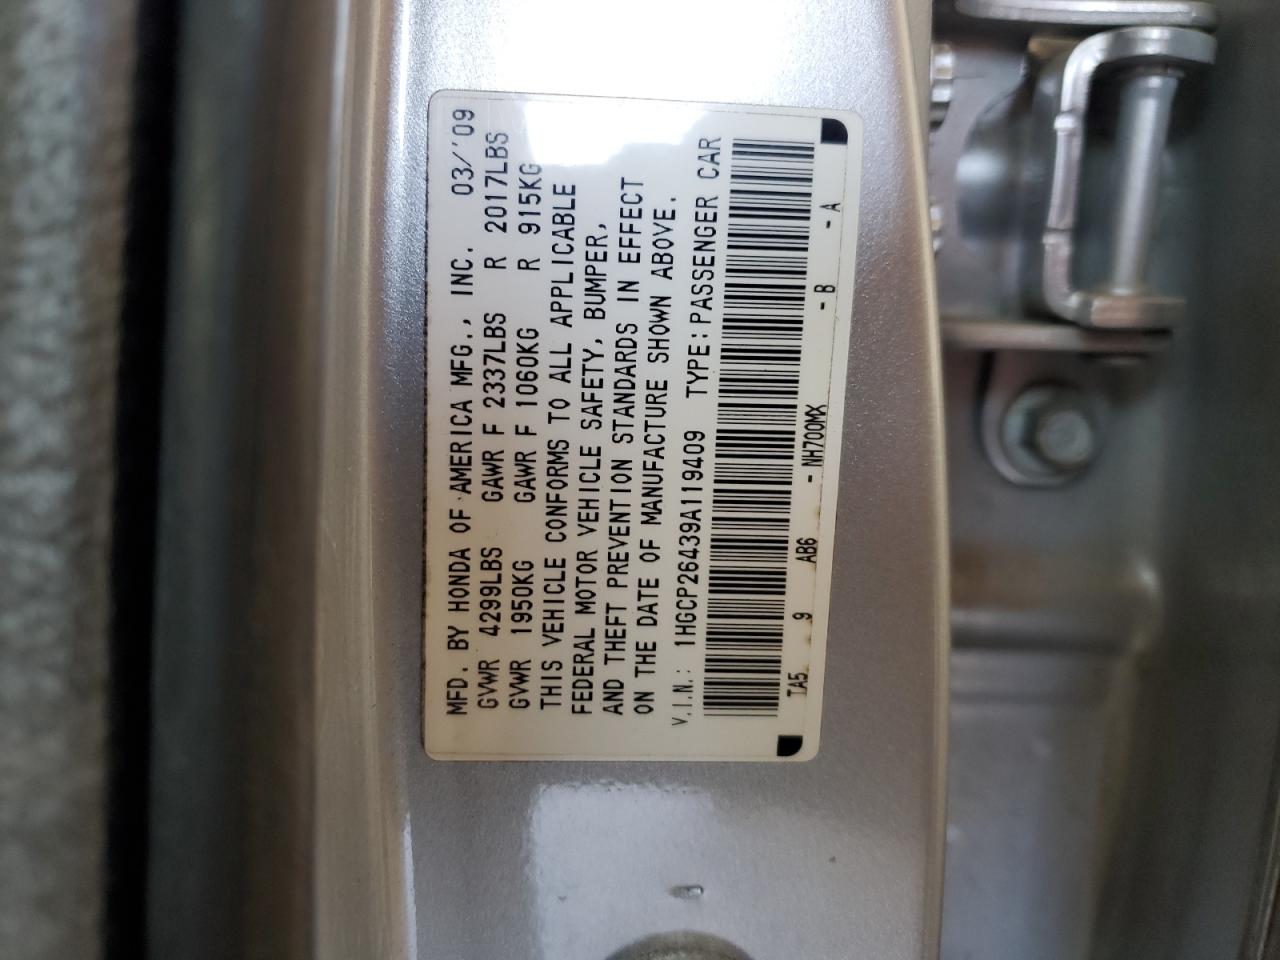 MFD. BY HONDA OF AMERICA MFG., INC. 03/'09
GVWR 4299LBS GAWR F 2337LBS R 2017LBS
GVWR 1950KG GAWR F 1060KG R 915KG
THIS VEHICLE CONFORMS TO ALL APPLICABLE
FEDERAL MOTOR VEHICLE SAFETY, BUMPER,
AND THEFT PREVENTION STANDARDS IN EFFECT
ON THE DATE OF MANUFACTURE SHOWN ABOVE.
V.I.N.: 1HGCP26439A119409 TYPE:PASSENGER CAR
TA5 9 AB6 - NH700MX - B - A